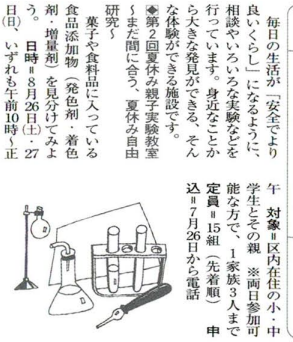 毎日の生活が「安全でより
良いくらし」になるように、
相談やいろいろな実験などを
行っています。身近なことか
ら大きな発見ができる、そん
な体験ができる施設です。
◆第２回夏休み親子実験教室
～まだ間に合う、夏休み自由
研究～
菓子や食料品に入っている
食品添加物（発色剤・着色
剤・増量剤）を見分けてみよ
う。 日時＝８月26日㈯・27
日㈰、いずれも午前10時～正
午 対象＝区内在住の小・中
学生とその親 ※両日参加可
能な方で、１家族３人まで
定員＝15組（先着順） 申
込＝７月26日から電話